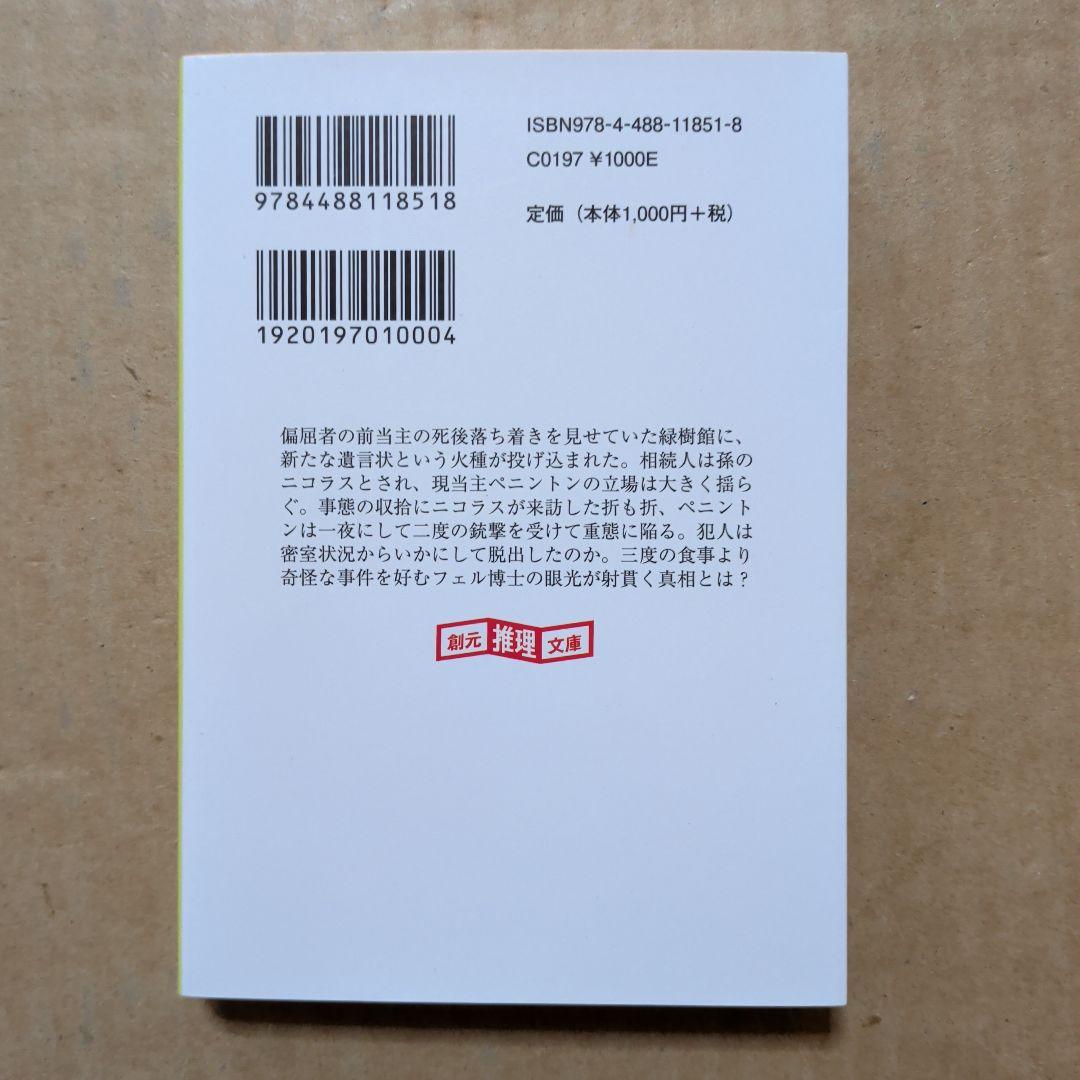 9784488118518
ISBN978-4-488-11851-8
C0197 ¥1000E
定価（本体1,000円＋税）
1920197010004
偏屈者の前当主の死後落ち着きを見せていた緑樹館に、
新たな遺言状という火種が投げ込まれた。相続人は孫の
ニコラスとされ、現当主ペニントンの立場は大きく揺ら
ぐ。事態の収拾にニコラスが来訪した折も折、ペニント
ンは一夜にして二度の銃撃を受けて重態に陥る。犯人は
密室状況からいかにして脱出したのか。三度の食事より
奇怪な事件を好むフェル博士の眼光が射貫く真相とは？
創元推理文庫